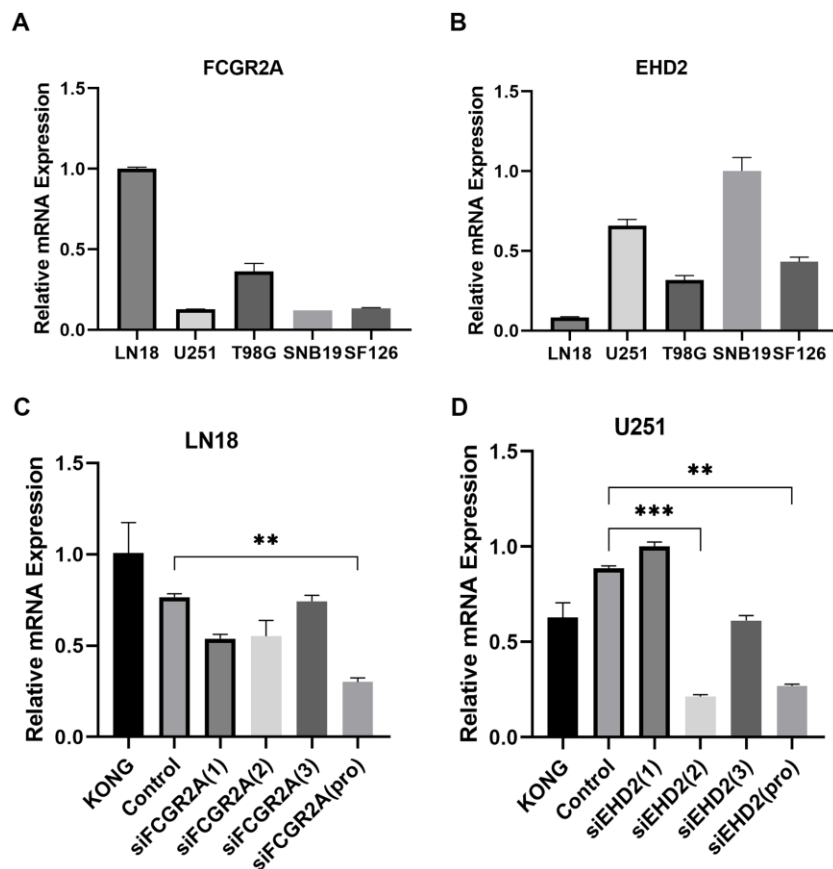 A
FCGR2A
Relative mRNA Expression
1.5
1.0
0.5
0.0
LN18 U251 T98G SNB19 SF126
B
EHD2
Relative mRNA Expression
1.5
1.0
0.5
0.0
LN18 U251 T98G SNB19 SF126
C
LN18
Relative mRNA Expression
1.5
1.0
0.5
0.0
**
KONG
Control
siFCGR2A(1)
siFCGR2A(2)
siFCGR2A(3)
siFCGR2A(pro)
D
U251
Relative mRNA Expression
1.5
1.0
0.5
0.0
**
***
KONG
Control
siEHD2(1)
siEHD2(2)
siEHD2(3)
siEHD2(pro)